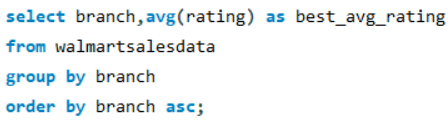 select branch,avg(rating) as best_avg_rating
from walmartsalesdata
group by branch
order by branch asc;